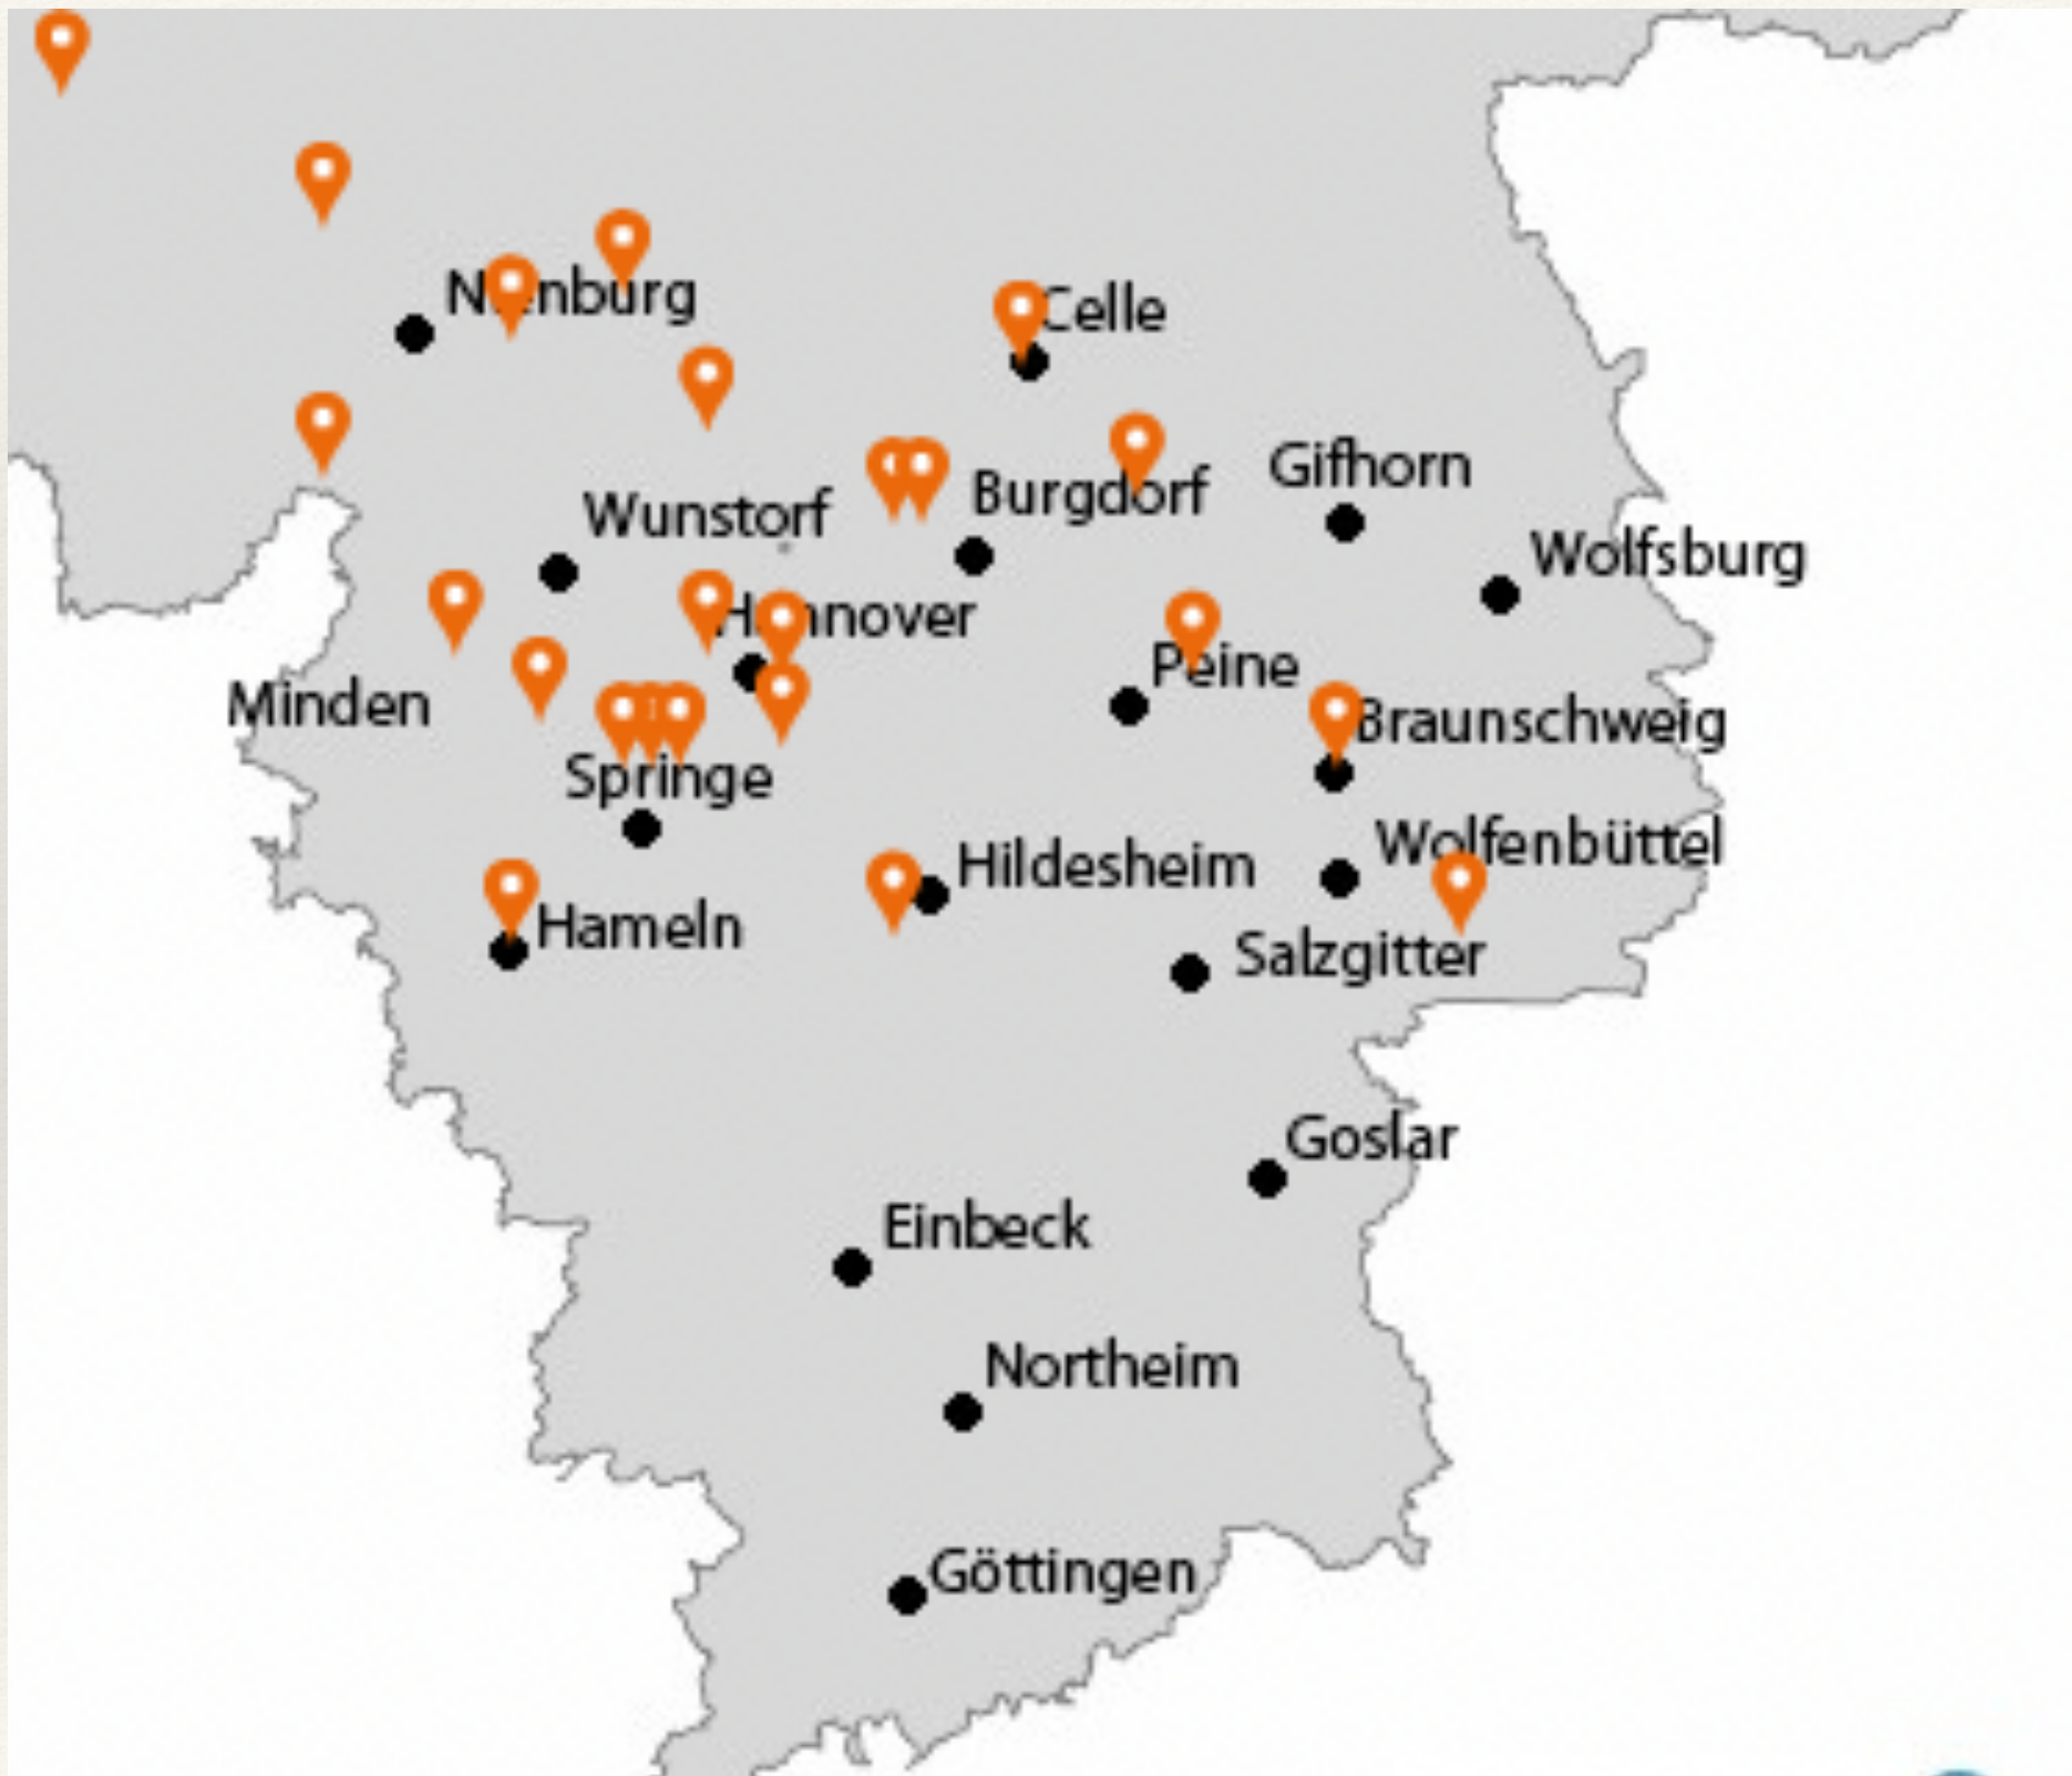 Celle
Gifhorn
Burgdorf
Wunstorf
Wolfsburg
Peine
Minden
Braunschweig
Springe
Wolfenbüttel
Hildesheim
Hameln
Salzgitter
Goslar
Einbeck
Northeim
Göttingen